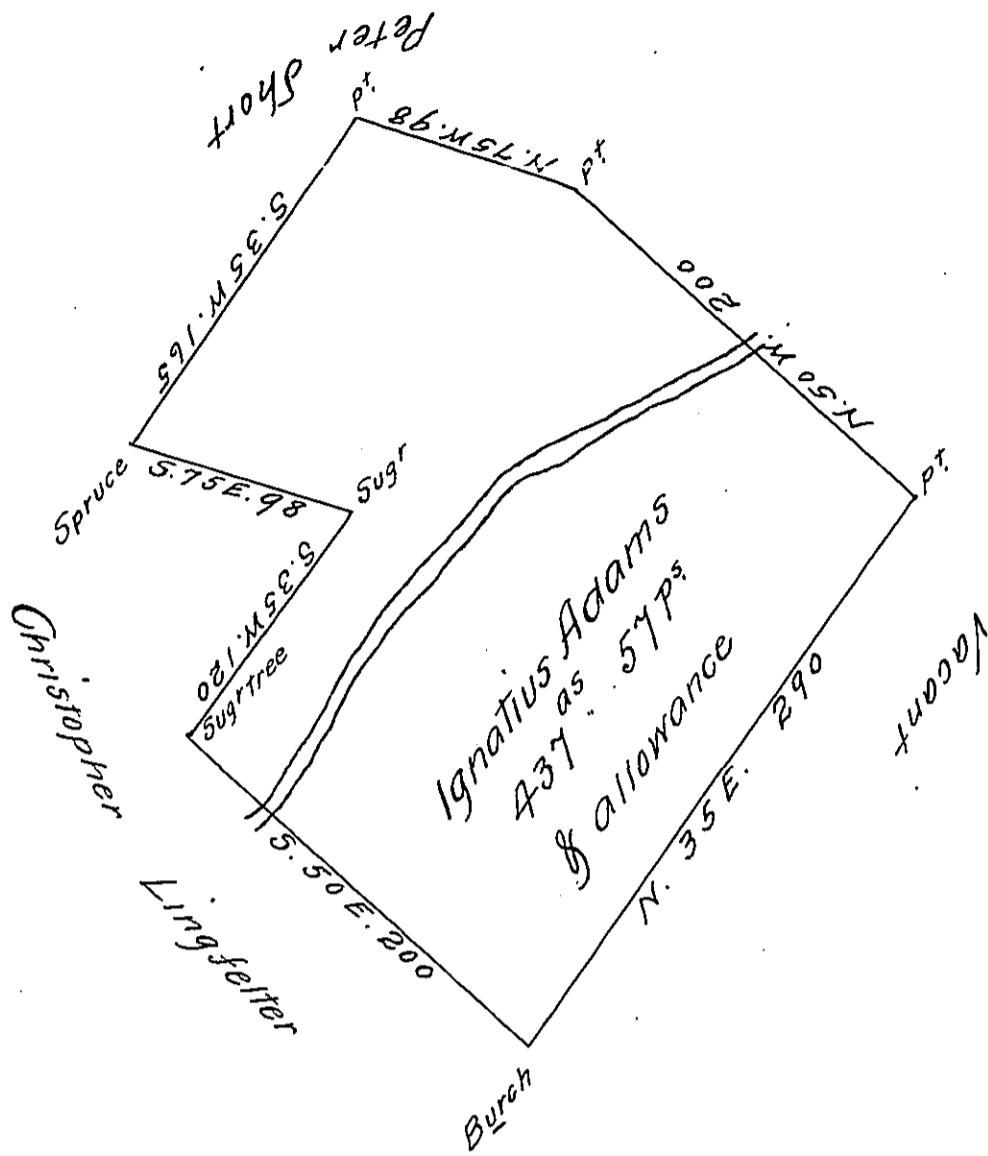 Peter
Short
Pt.
N.75W.98
Pt.
S.35W.165
200
N.50W.
Pt.
Spruce
S.75E.98
Sugr
S.35W.120
Sugrtree
Christopher
Lingfelter
S.50E.200
Ignatius Adams
437 as 57 Ps.
& allowance
N. 35E. 290
Vacant
Burch